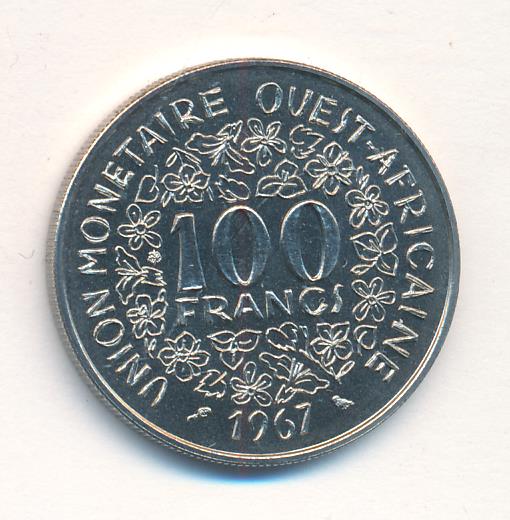 UNION MONETAIRE OUEST-AFRICAINE
100
FRANCS
1967